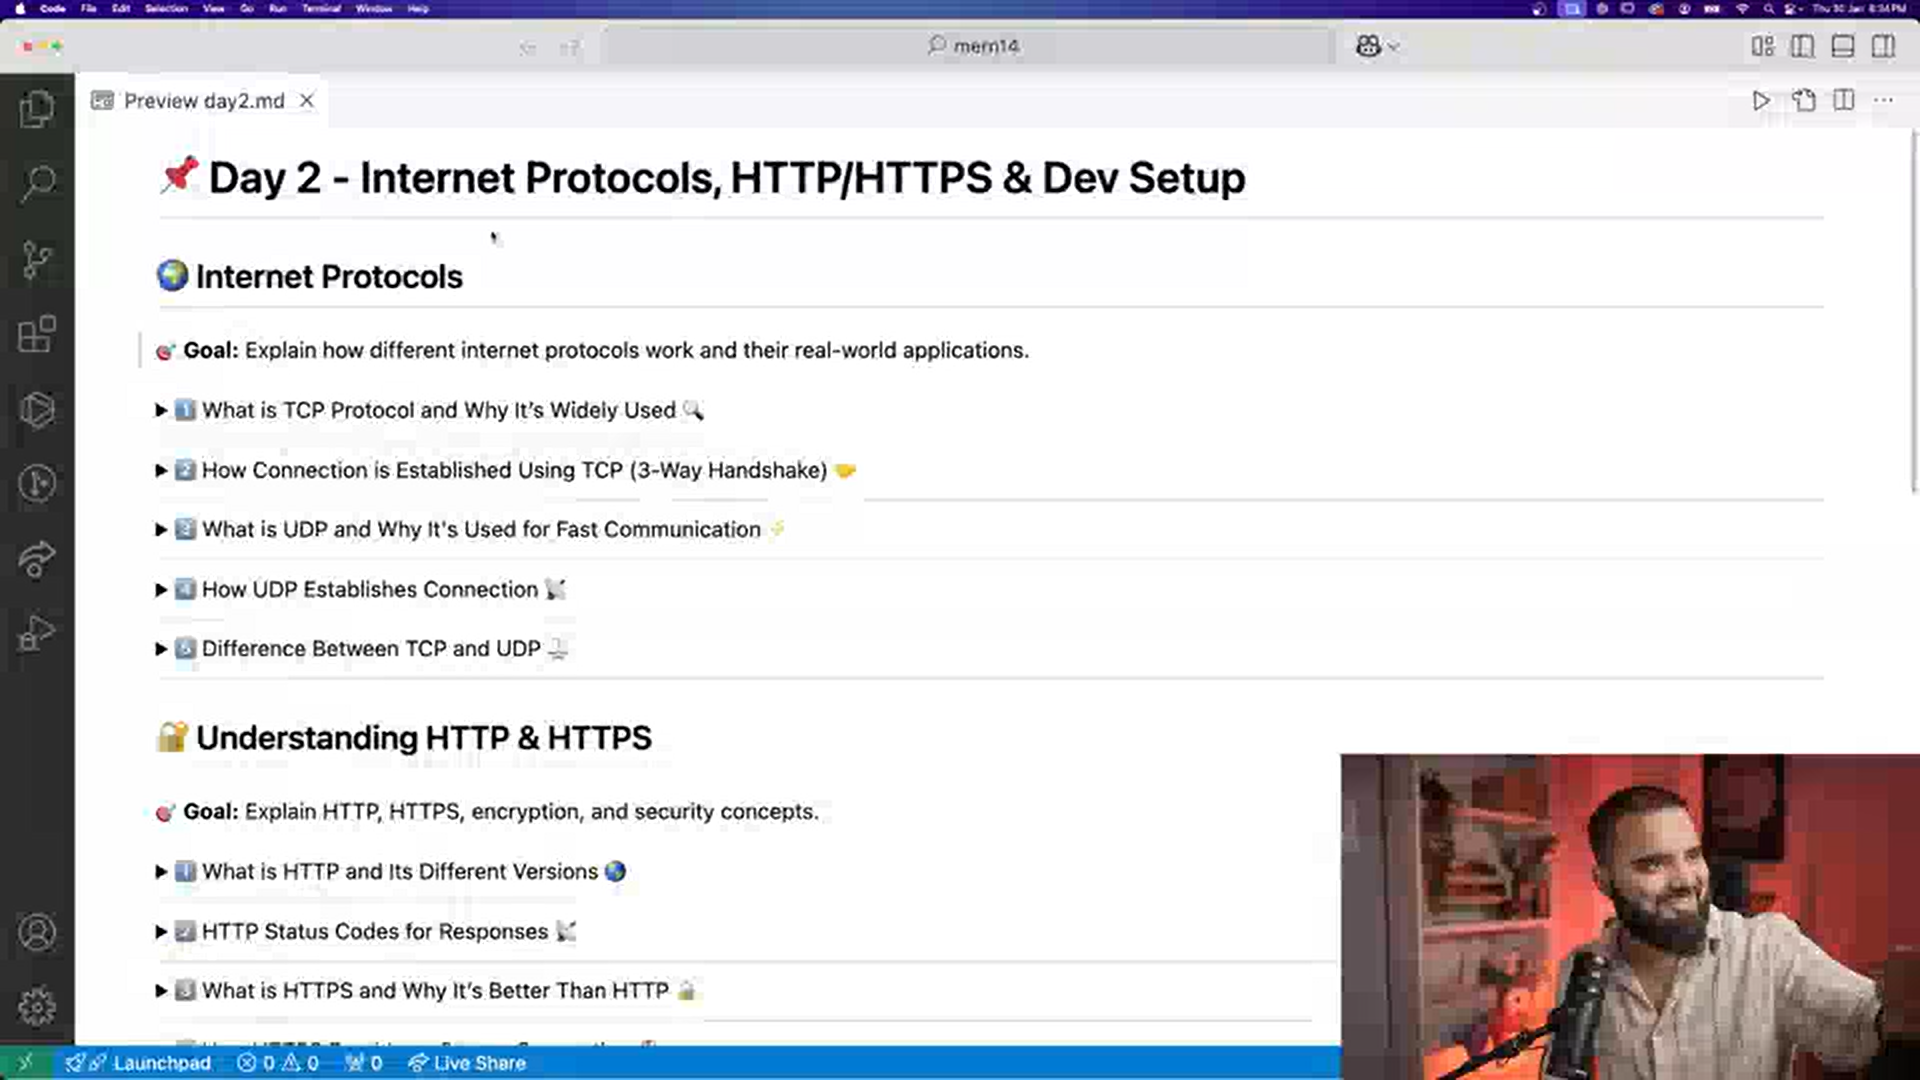 Code File Edit Selection View Go Run Terminal Window Help
Thu 30 Jan 8:34 PM
mern14
Preview day2.md
📌 Day 2 - Internet Protocols, HTTP/HTTPS & Dev Setup
🌍 Internet Protocols
🎯 Goal: Explain how different internet protocols work and their real-world applications.
1️⃣ What is TCP Protocol and Why It’s Widely Used 🔍
2️⃣ How Connection is Established Using TCP (3-Way Handshake) 🤝
3️⃣ What is UDP and Why It's Used for Fast Communication ⚡
4️⃣ How UDP Establishes Connection 📡
5️⃣ Difference Between TCP and UDP ⚖️
🔐 Understanding HTTP & HTTPS
🎯 Goal: Explain HTTP, HTTPS, encryption, and security concepts.
1️⃣ What is HTTP and Its Different Versions 🌍
2️⃣ HTTP Status Codes for Responses 📡
3️⃣ What is HTTPS and Why It’s Better Than HTTP 🔒
Launchpad 0 0 0 Live Share